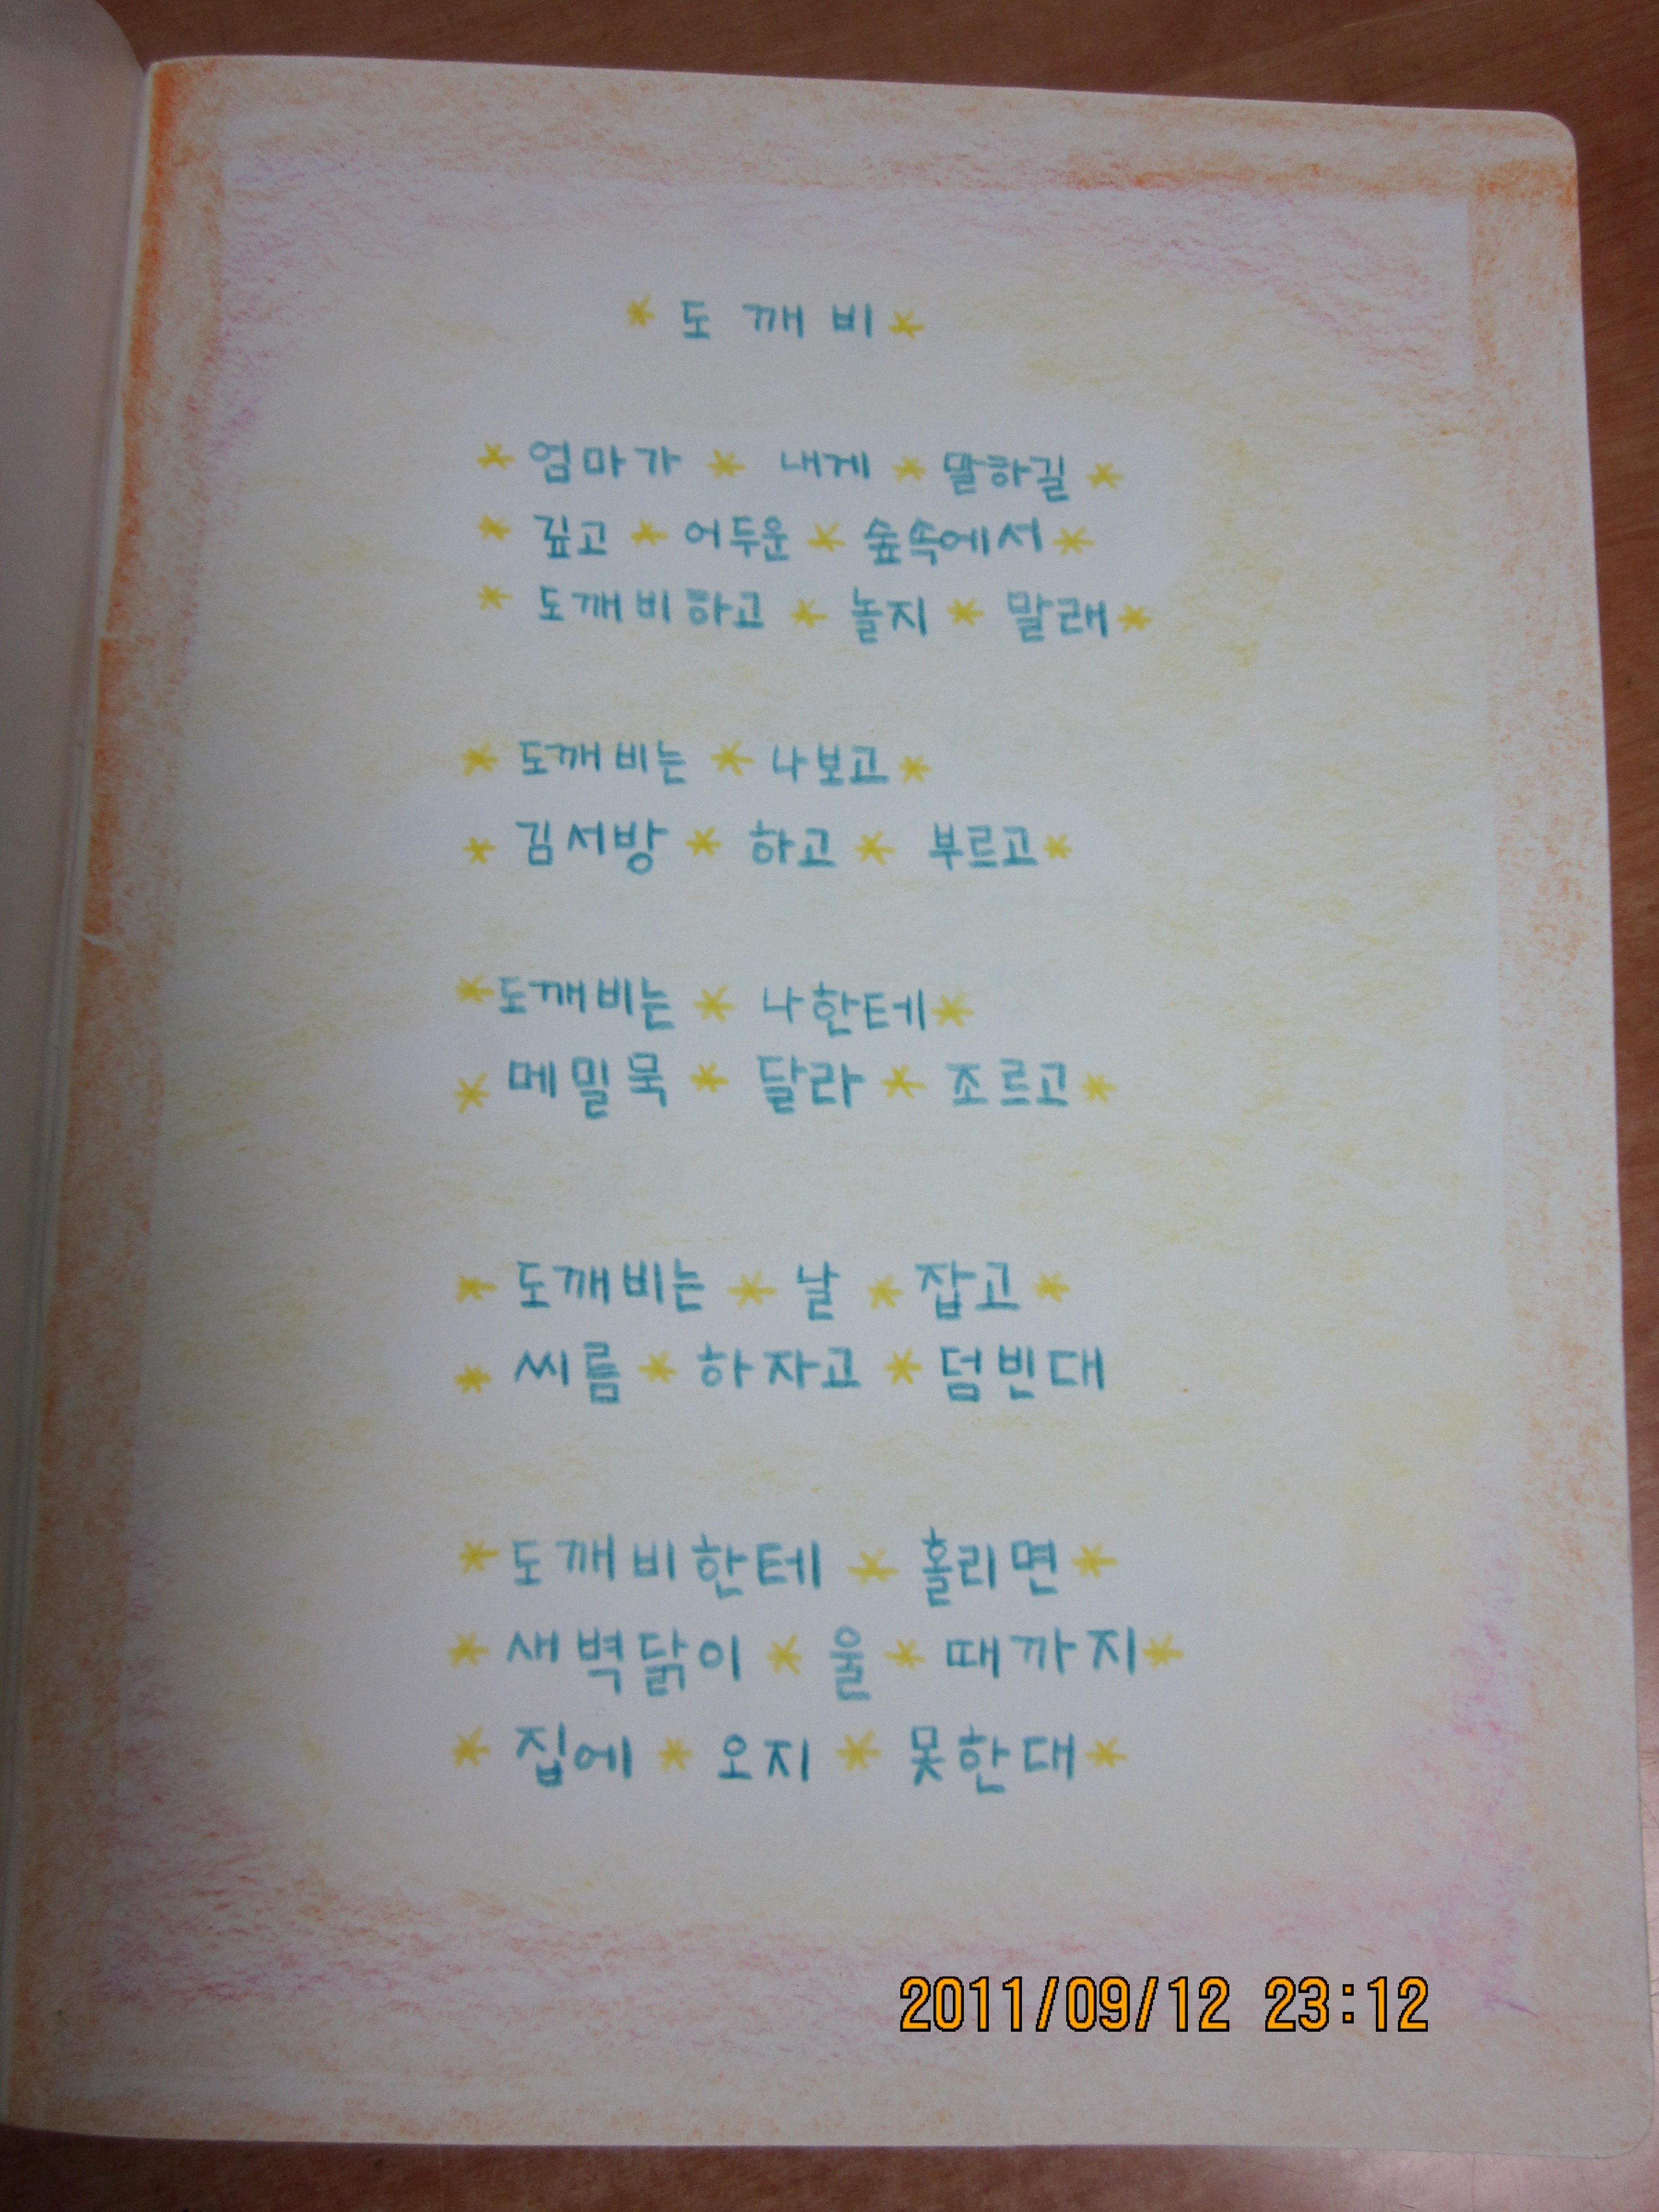 * 도깨비 *
* 엄마가 * 내게 * 말하길 *
* 깊고 * 어두운 * 숲속에서 *
* 도깨비하고 * 놀지 * 말래 *
* 도깨비는 * 나보고 *
* 김서방 * 하고 * 부르고 *
* 도깨비는 * 나한테 *
* 메밀묵 * 달라 * 조르고 *
* 도깨비는 * 날 * 잡고 *
* 씨름 * 하자고 * 덤빈대
* 도깨비한테 * 홀리면 *
* 새벽닭이 * 울 * 때까지 *
* 집에 * 오지 * 못한대 *
2011/09/12 23:12